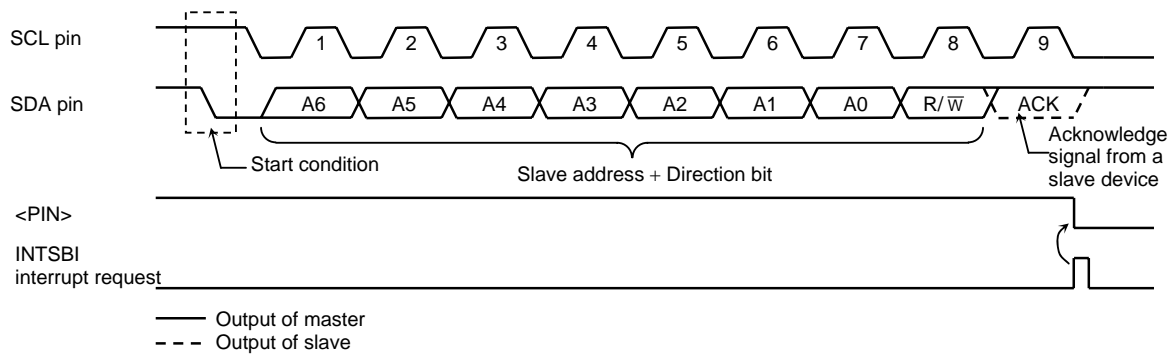 SCL pin
1 2 3 4 5 6 7 8 9
SDA pin
A6 A5 A4 A3 A2 A1 A0 R/W̅ ACK
Start condition
Slave address + Direction bit
Acknowledge
signal from a
slave device
<PIN>
INTSBI
interrupt request
Output of master
Output of slave